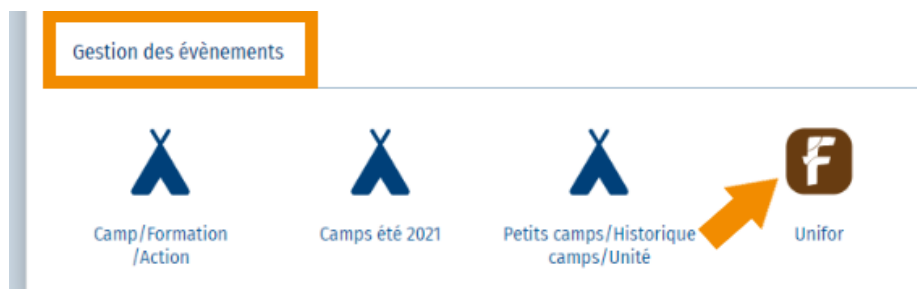 Gestion des évènements
F
Camp/Formation
/Action
Camps été 2021
Petits camps/Historique
camps/Unité
Unifor